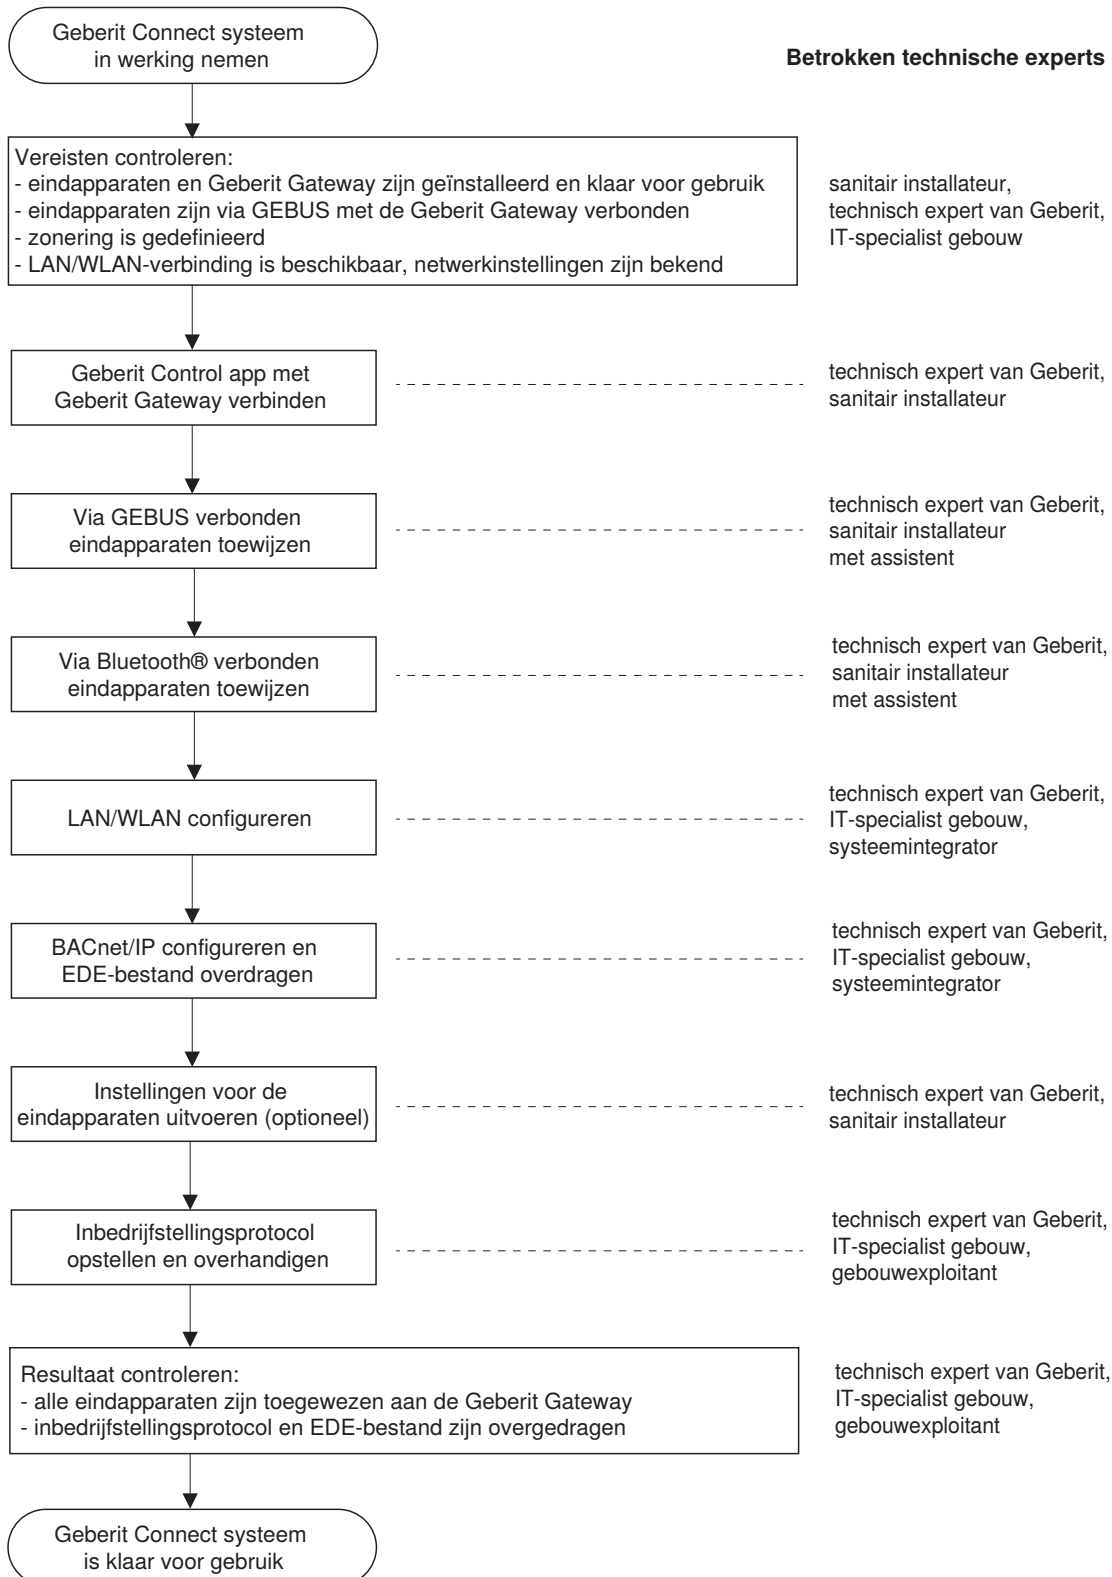 Geberit Connect systeem
in werking nemen
Betrokken technische experts
Vereisten controleren:
- eindapparaten en Geberit Gateway zijn geïnstalleerd en klaar voor gebruik
- eindapparaten zijn via GEBUS met de Geberit Gateway verbonden
- zonering is gedefinieerd
- LAN/WLAN-verbinding is beschikbaar, netwerkinstellingen zijn bekend
sanitair installateur,
technisch expert van Geberit,
IT-specialist gebouw
Geberit Control app met
Geberit Gateway verbinden
technisch expert van Geberit,
sanitair installateur
Via GEBUS verbonden
eindapparaten toewijzen
technisch expert van Geberit,
sanitair installateur
met assistent
Via Bluetooth® verbonden
eindapparaten toewijzen
technisch expert van Geberit,
sanitair installateur
met assistent
LAN/WLAN configureren
technisch expert van Geberit,
IT-specialist gebouw,
systeemintegrator
BACnet/IP configureren en
EDE-bestand overdragen
technisch expert van Geberit,
IT-specialist gebouw,
systeemintegrator
Instellingen voor de
eindapparaten uitvoeren (optioneel)
technisch expert van Geberit,
sanitair installateur
Inbedrijfstellingsprotocol
opstellen en overhandigen
technisch expert van Geberit,
IT-specialist gebouw,
gebouwexploitant
Resultaat controleren:
- alle eindapparaten zijn toegewezen aan de Geberit Gateway
- inbedrijfstellingsprotocol en EDE-bestand zijn overgedragen
technisch expert van Geberit,
IT-specialist gebouw,
gebouwexploitant
Geberit Connect systeem
is klaar voor gebruik